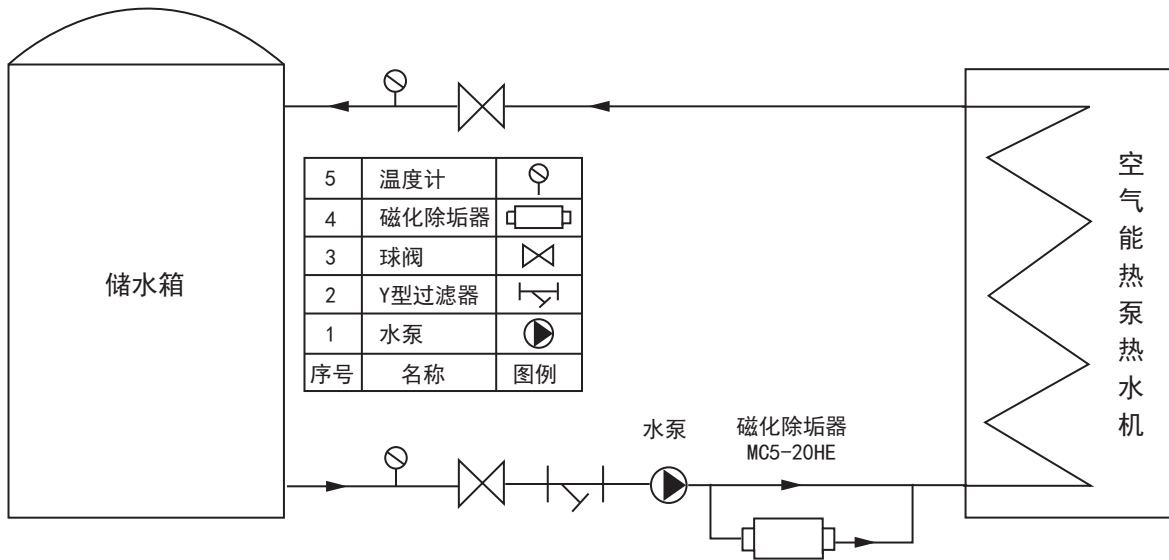 5 温度计
4 磁化除垢器
3 球阀
2 Y型过滤器
1 水泵
序号 名称 图例
储水箱
空气能热泵热水机
水泵
磁化除垢器
MC5-20HE